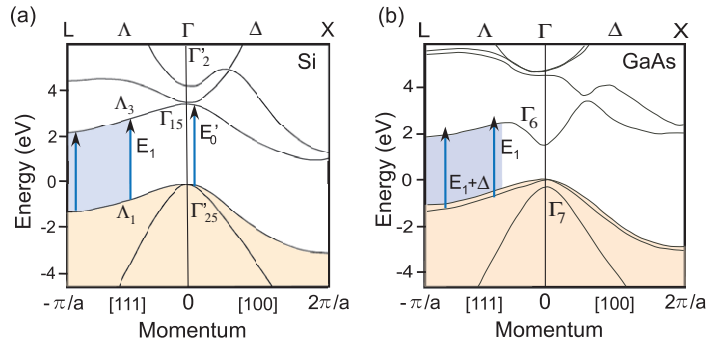 (a)
L Λ Γ Δ X
Γ'2
Si
4
Λ3
Γ15
2
E1
E0'
Energy (eV)
0
Λ1
Γ'25
-2
-4
-π/a [111] 0 [100] 2π/a
Momentum
(b)
L Λ Γ Δ X
GaAs
4
Γ6
2
E1
Energy (eV)
0
E1+Δ
Γ7
-2
-4
-π/a [111] 0 [100] 2π/a
Momentum